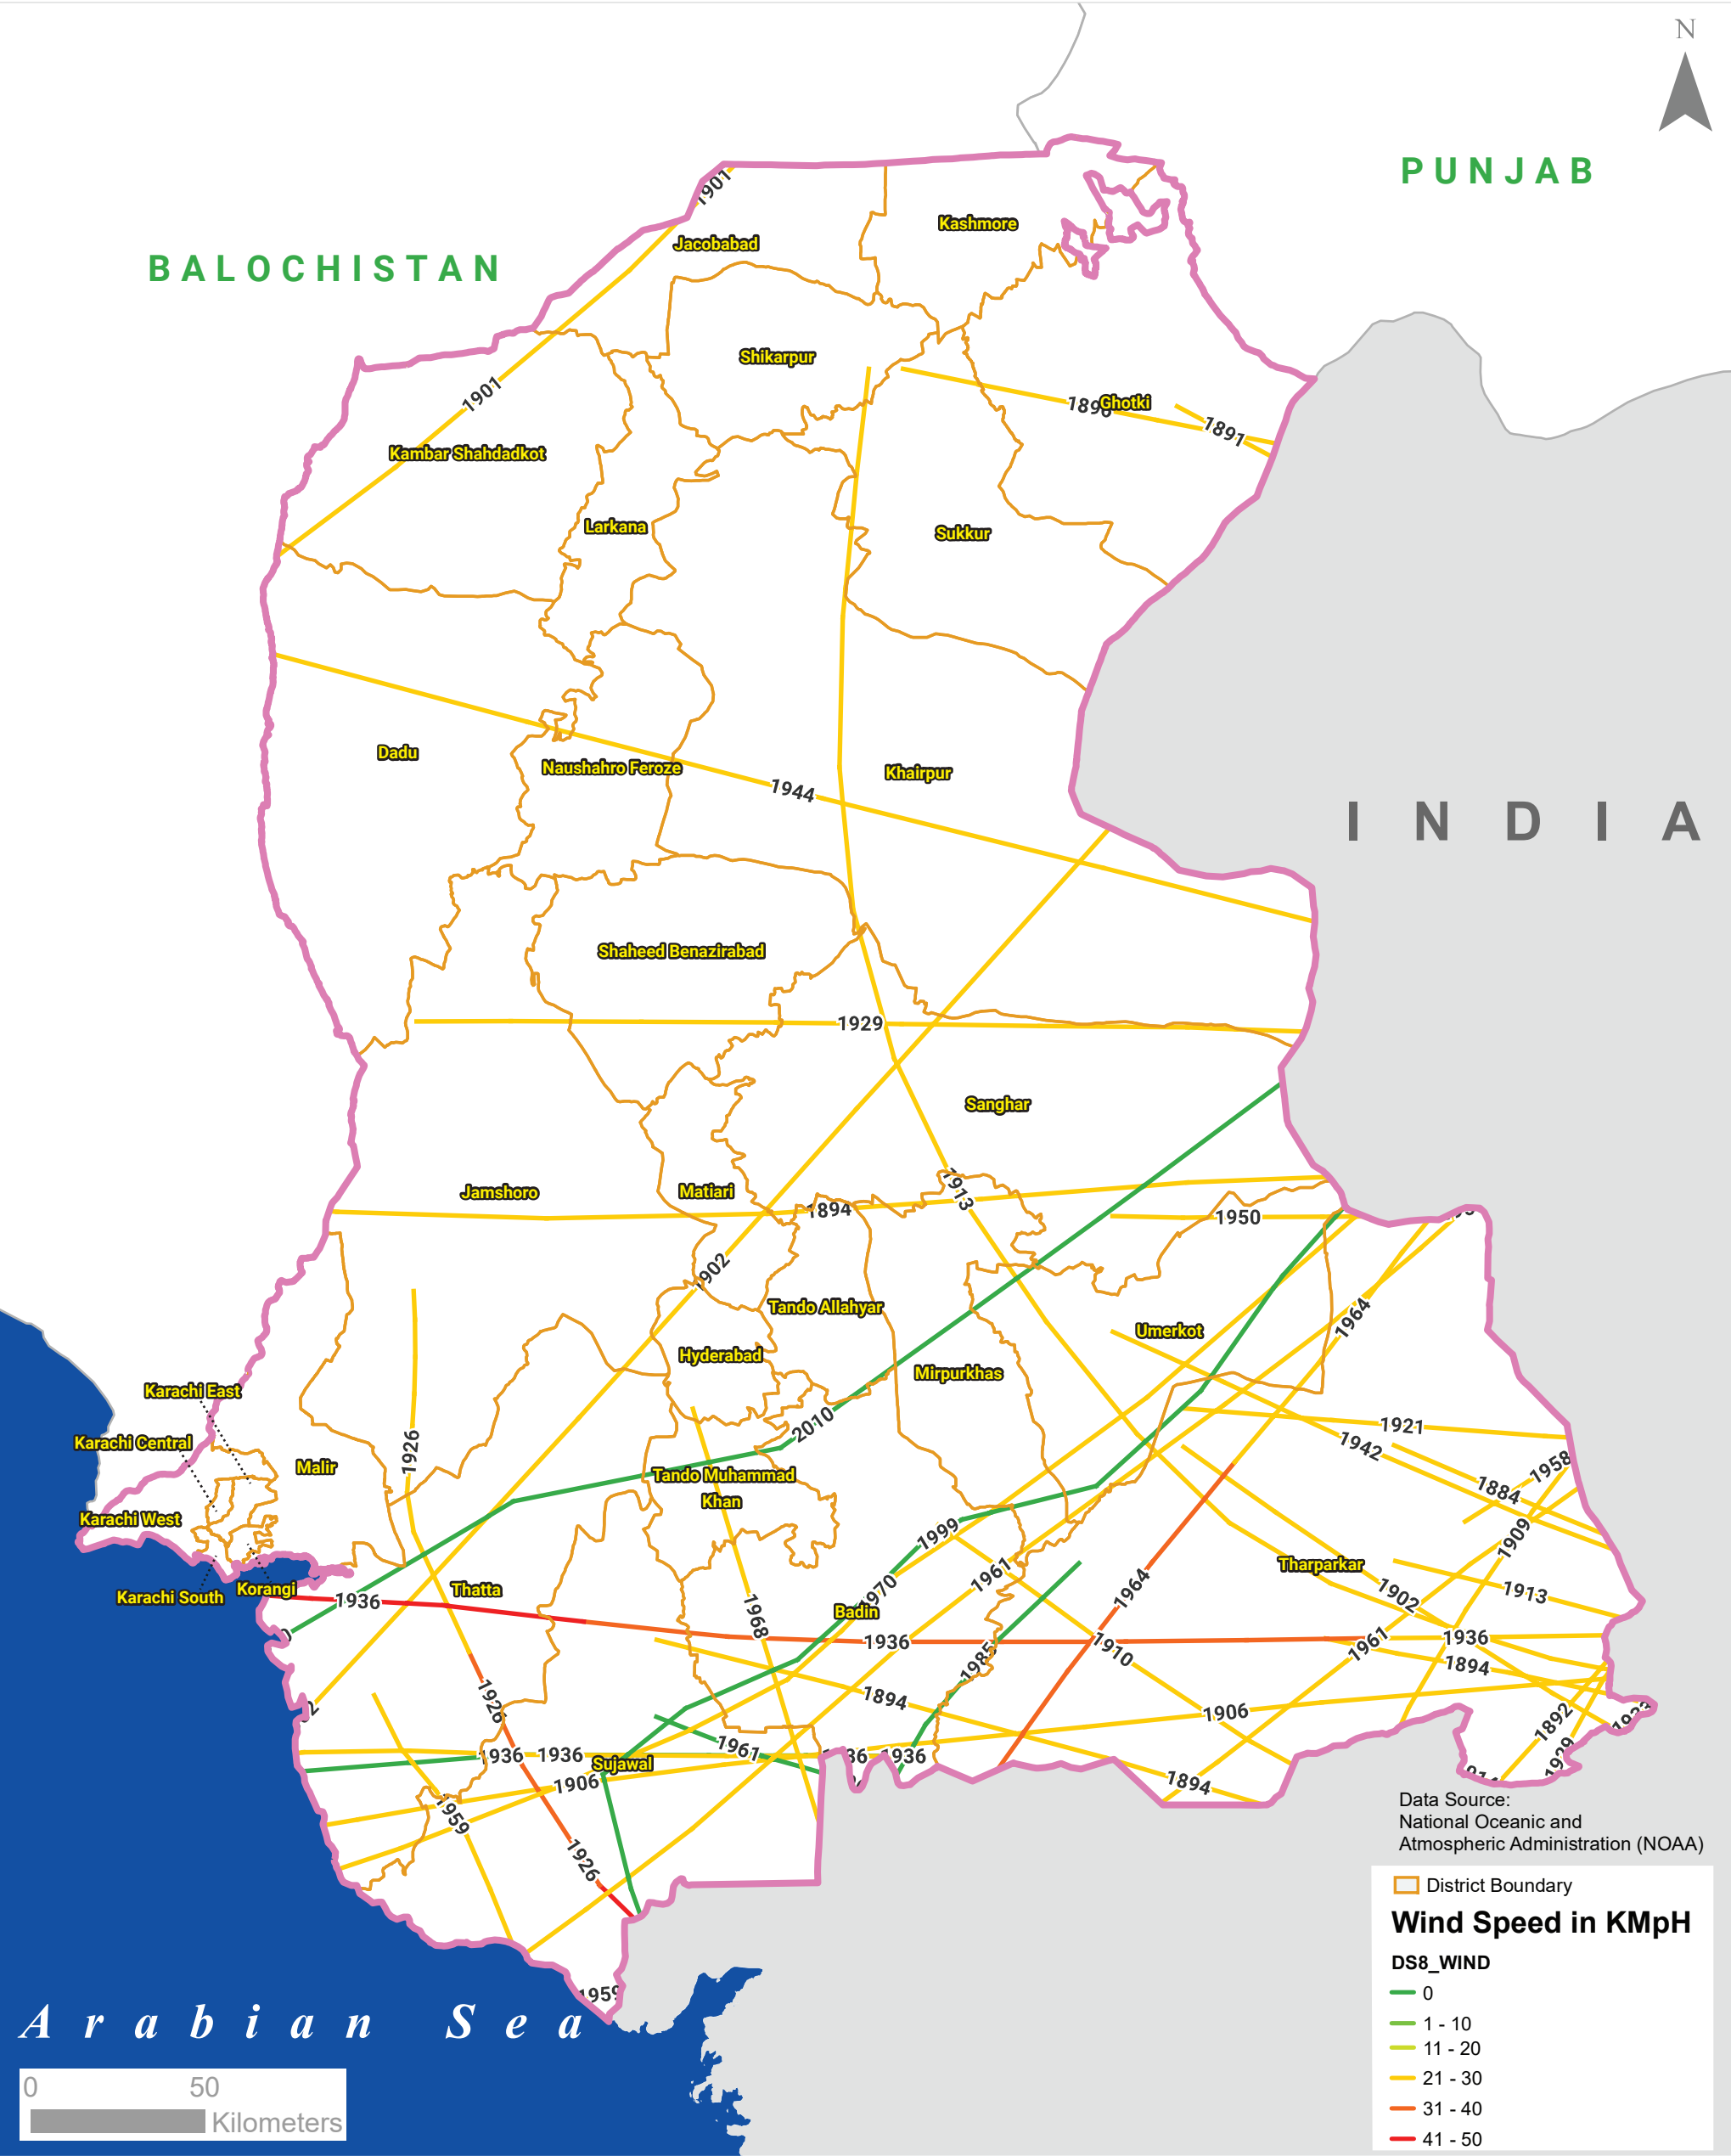 N
PUNJAB
BALOCHISTAN
1901
Kashmore
Jacobabad
Shikarpur
1901
Ghotki
1891
Kambar Shahdadkot
Larkana
Sukkur
Dadu
Naushahro Feroze
Khairpur
1944
INDIA
Shaheed Benazirabad
1929
Sanghar
Jamshoro
Matiari
1913
1894
1950
1902
Tando Allahyar
1964
Umerkot
Hyderabad
Mirpurkhas
Karachi East
2010
1921
Karachi Central
1926
1942
Malir
Tando Muhammad
Khan
1958
1884
Karachi West
1999
1909
Tharparkar
1961
Karachi South
Korangi
Thatta
1970
1964
1902
1913
1936
Badin
1968
1936
1910
1961
1936
1985
1894
1926
1894
1906
1892
1923
1961
1936
1936
1936
1929
Sujawal
1906
1894
1959
1926
1959
Data Source:
National Oceanic and
Atmospheric Administration (NOAA)
District Boundary
Wind Speed in KMpH
DS8_WIND
0
1 - 10
11 - 20
21 - 30
31 - 40
41 - 50
Arabian Sea
0 50
Kilometers